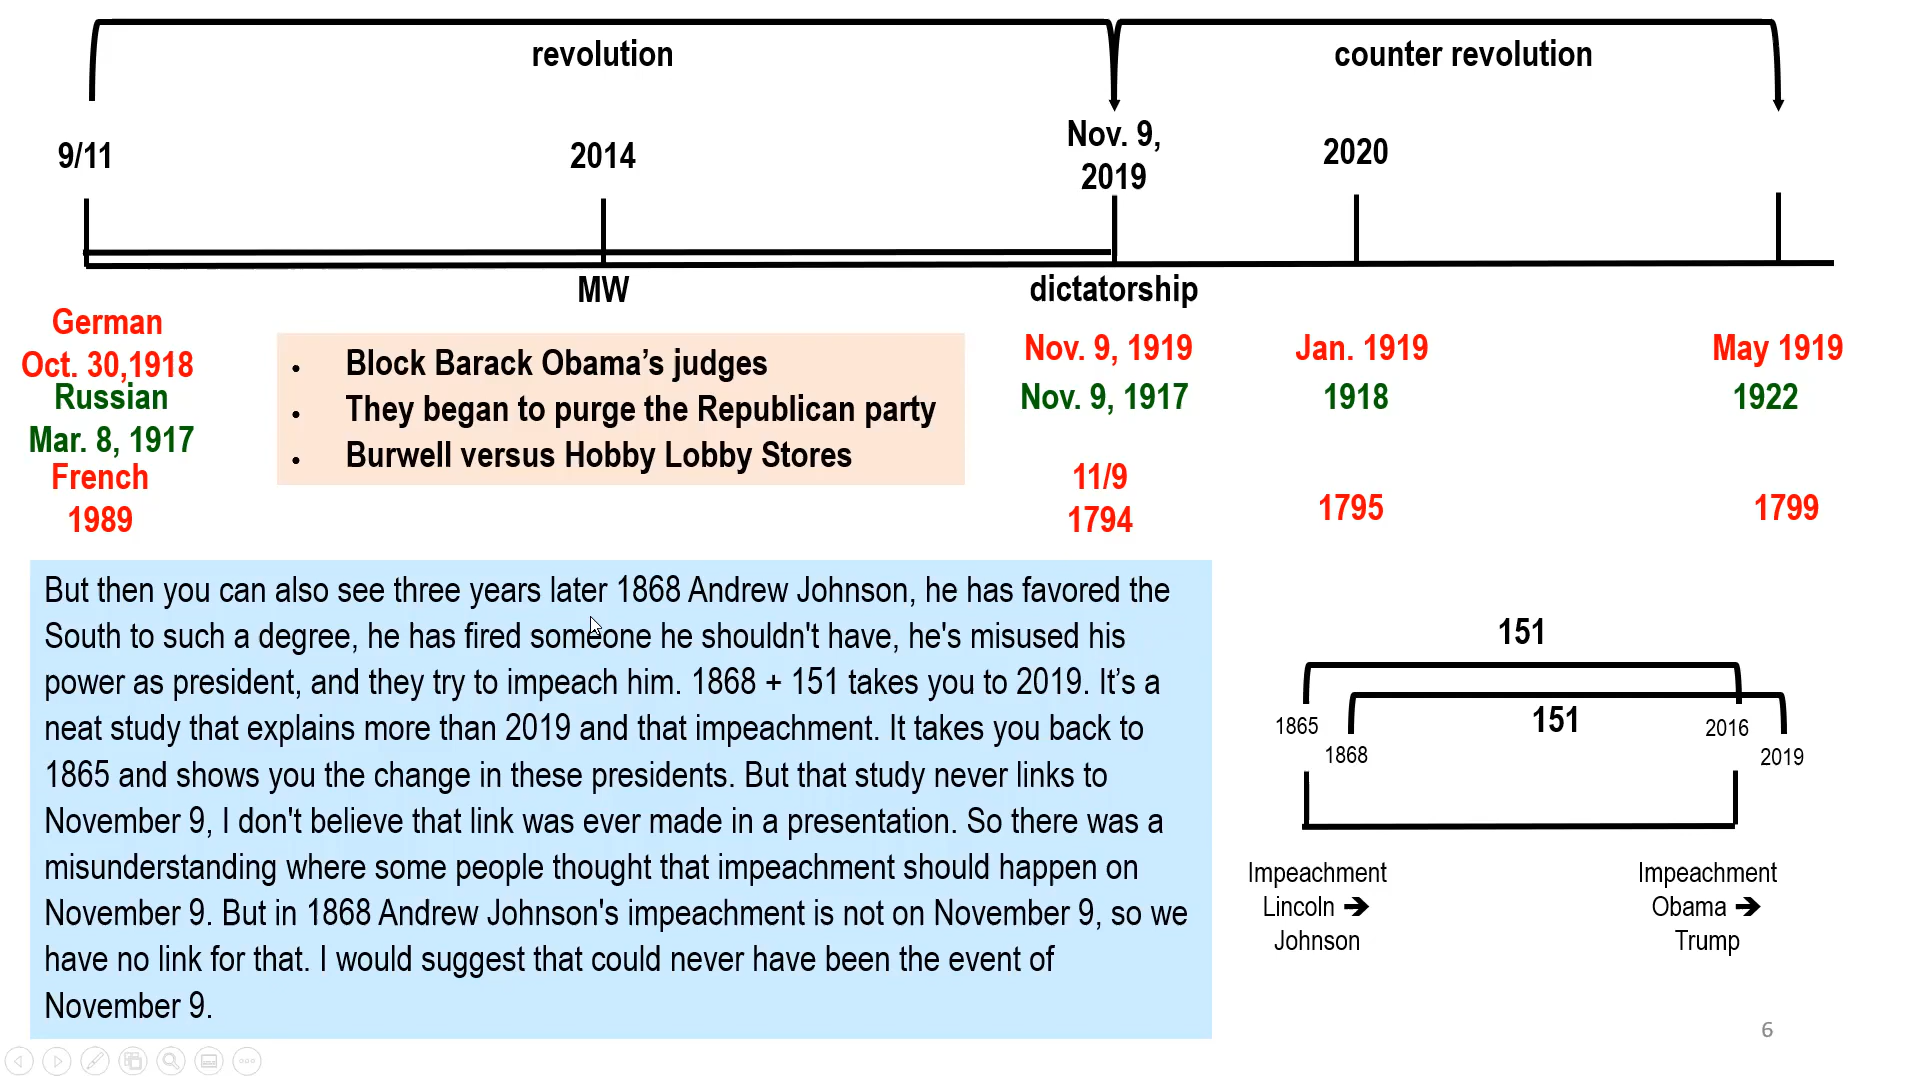 revolution
counter revolution
9/11
2014
Nov. 9,
2019
2020
MW
dictatorship
German
Oct. 30,1918
Russian
Mar. 8, 1917
French
1989
• Block Barack Obama’s judges
• They began to purge the Republican party
• Burwell versus Hobby Lobby Stores
Nov. 9, 1919
Jan. 1919
May 1919
Nov. 9, 1917
1918
1922
11/9
1794
1795
1799
But then you can also see three years later 1868 Andrew Johnson, he has favored the
South to such a degree, he has fired someone he shouldn't have, he's misused his
power as president, and they try to impeach him. 1868 + 151 takes you to 2019. It’s a
neat study that explains more than 2019 and that impeachment. It takes you back to
1865 and shows you the change in these presidents. But that study never links to
November 9, I don't believe that link was ever made in a presentation. So there was a
misunderstanding where some people thought that impeachment should happen on
November 9. But in 1868 Andrew Johnson's impeachment is not on November 9, so we
have no link for that. I would suggest that could never have been the event of
November 9.
151
151
1865
1868
2016
2019
Impeachment
Lincoln ➔
Johnson
Impeachment
Obama ➔
Trump
6